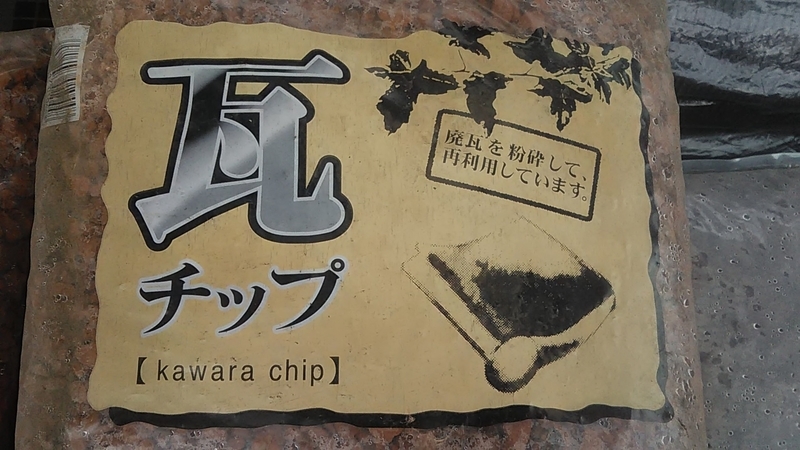 瓦
チップ
【kawara chip】
廃瓦を粉砕して、
再利用しています。